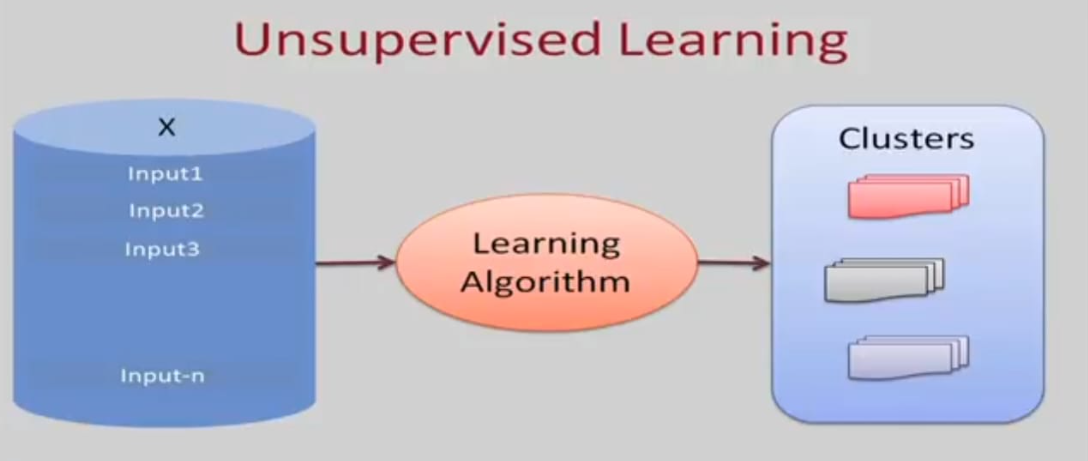 Unsupervised Learning
X
Input1
Input2
Input3
Input-n
Learning
Algorithm
Clusters